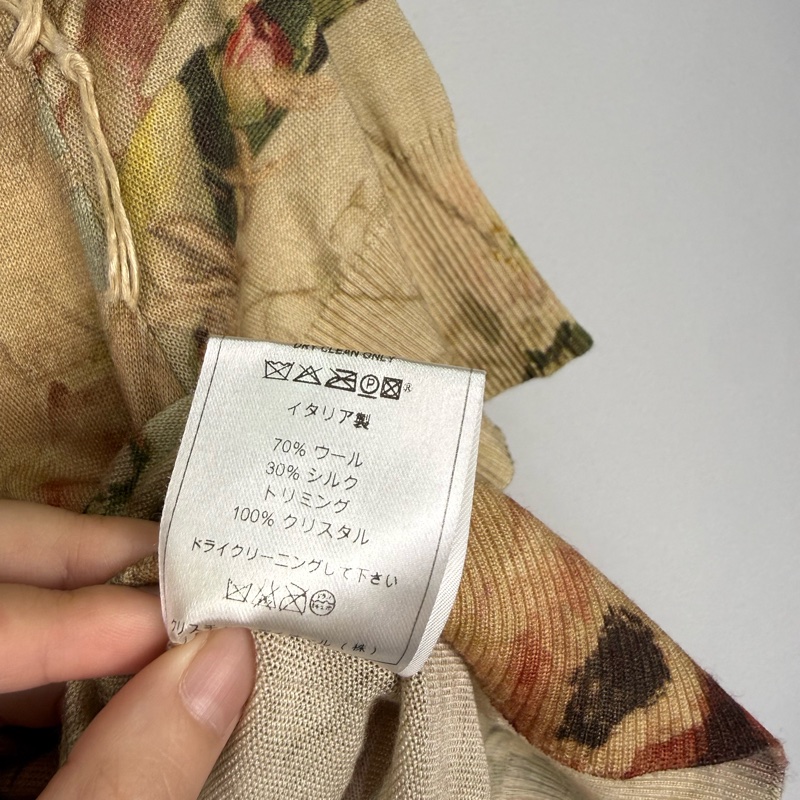 DRY CLEAN ONLY
P ®
イタリア製
70% ウール
30% シルク
トリミング
100% クリスタル
ドライクリーニングして下さい
ル(株)